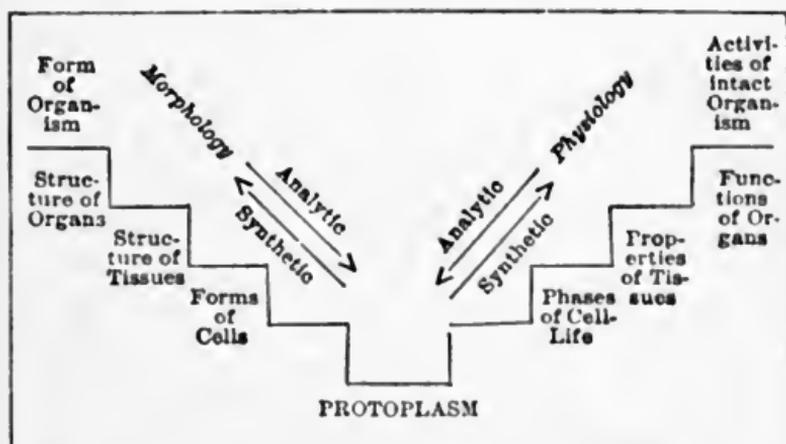 Form
of
Organ-
ism
Morphology
Analytic
Synthetic
Structure-
ture of
Organs
Struc-
ture of
Tissues
Forms
of
Cells
PROTOPLASM
Activi-
ties of
intact
Organ-
ism
Physiology
Analytic
Synthetic
Func-
tions
of Or-
gans
Prop-
erties
of Tis-
sues
Phases
of Cell-
Life